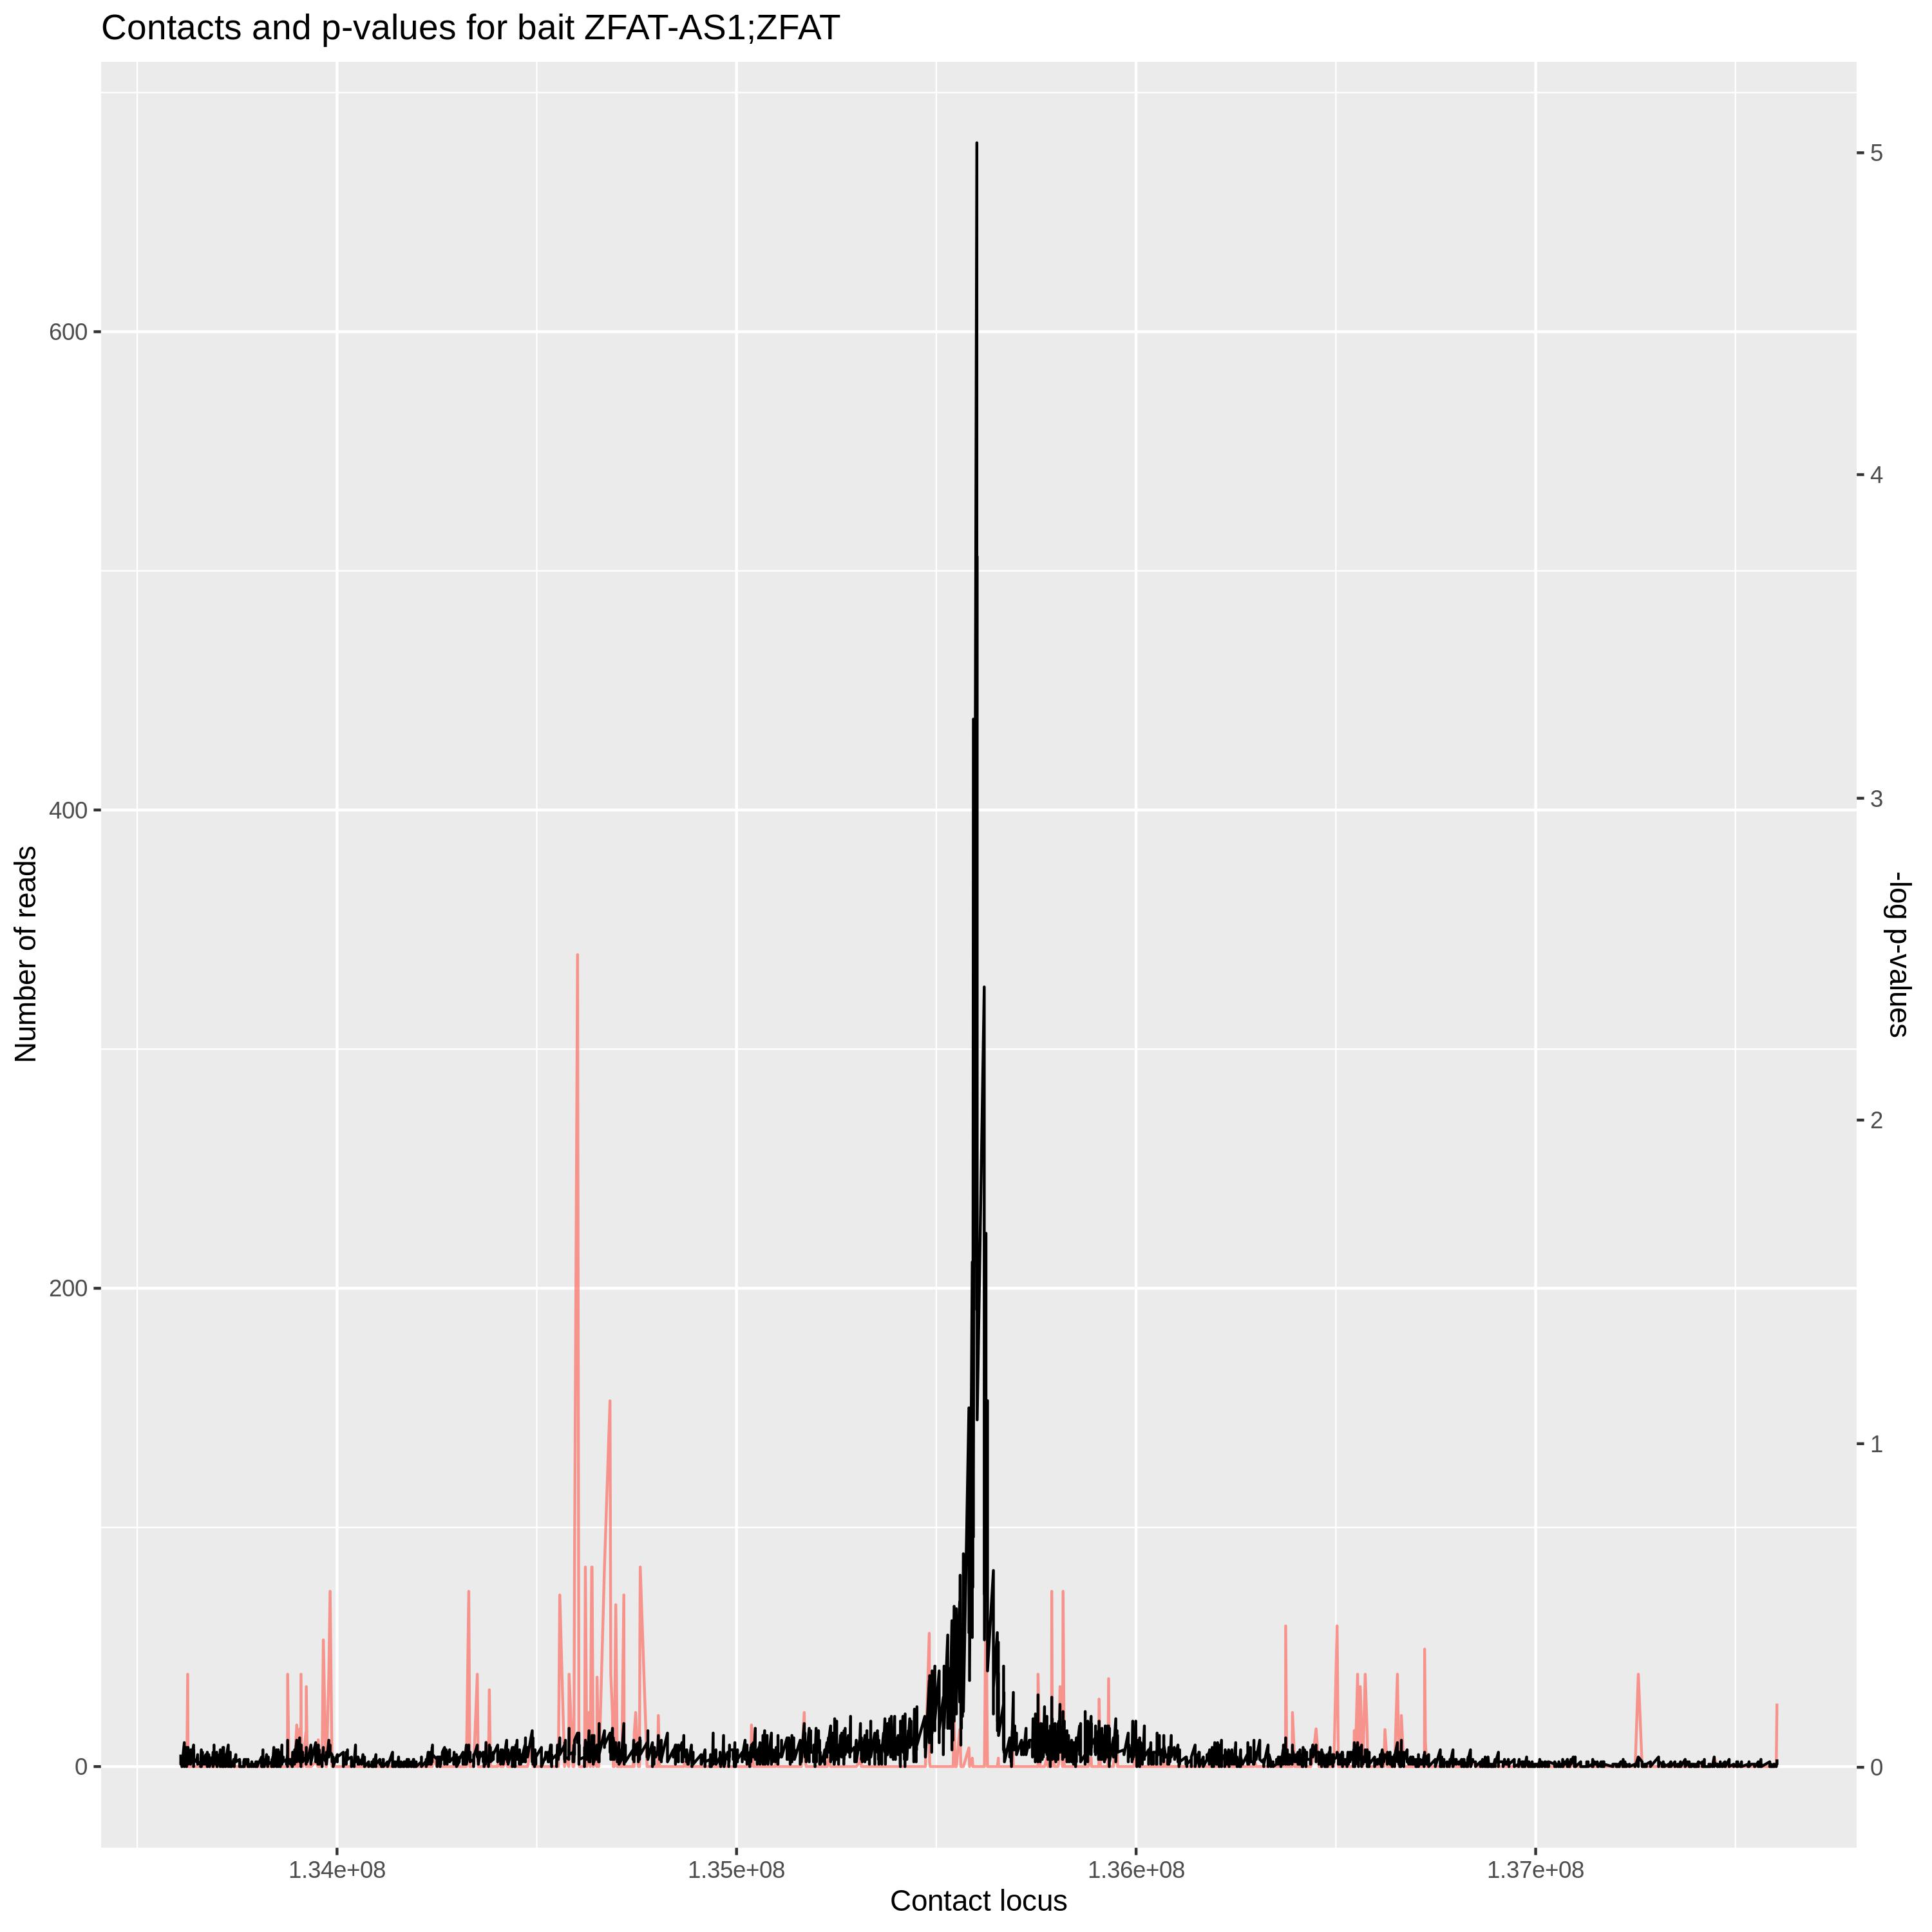 Contacts and p-values for bait ZFAT-AS1;ZFAT
Number of reads
600
400
200
0
5
4
3
2
1
0
-log p-values
1.34e+08
1.35e+08
1.36e+08
1.37e+08
Contact locus